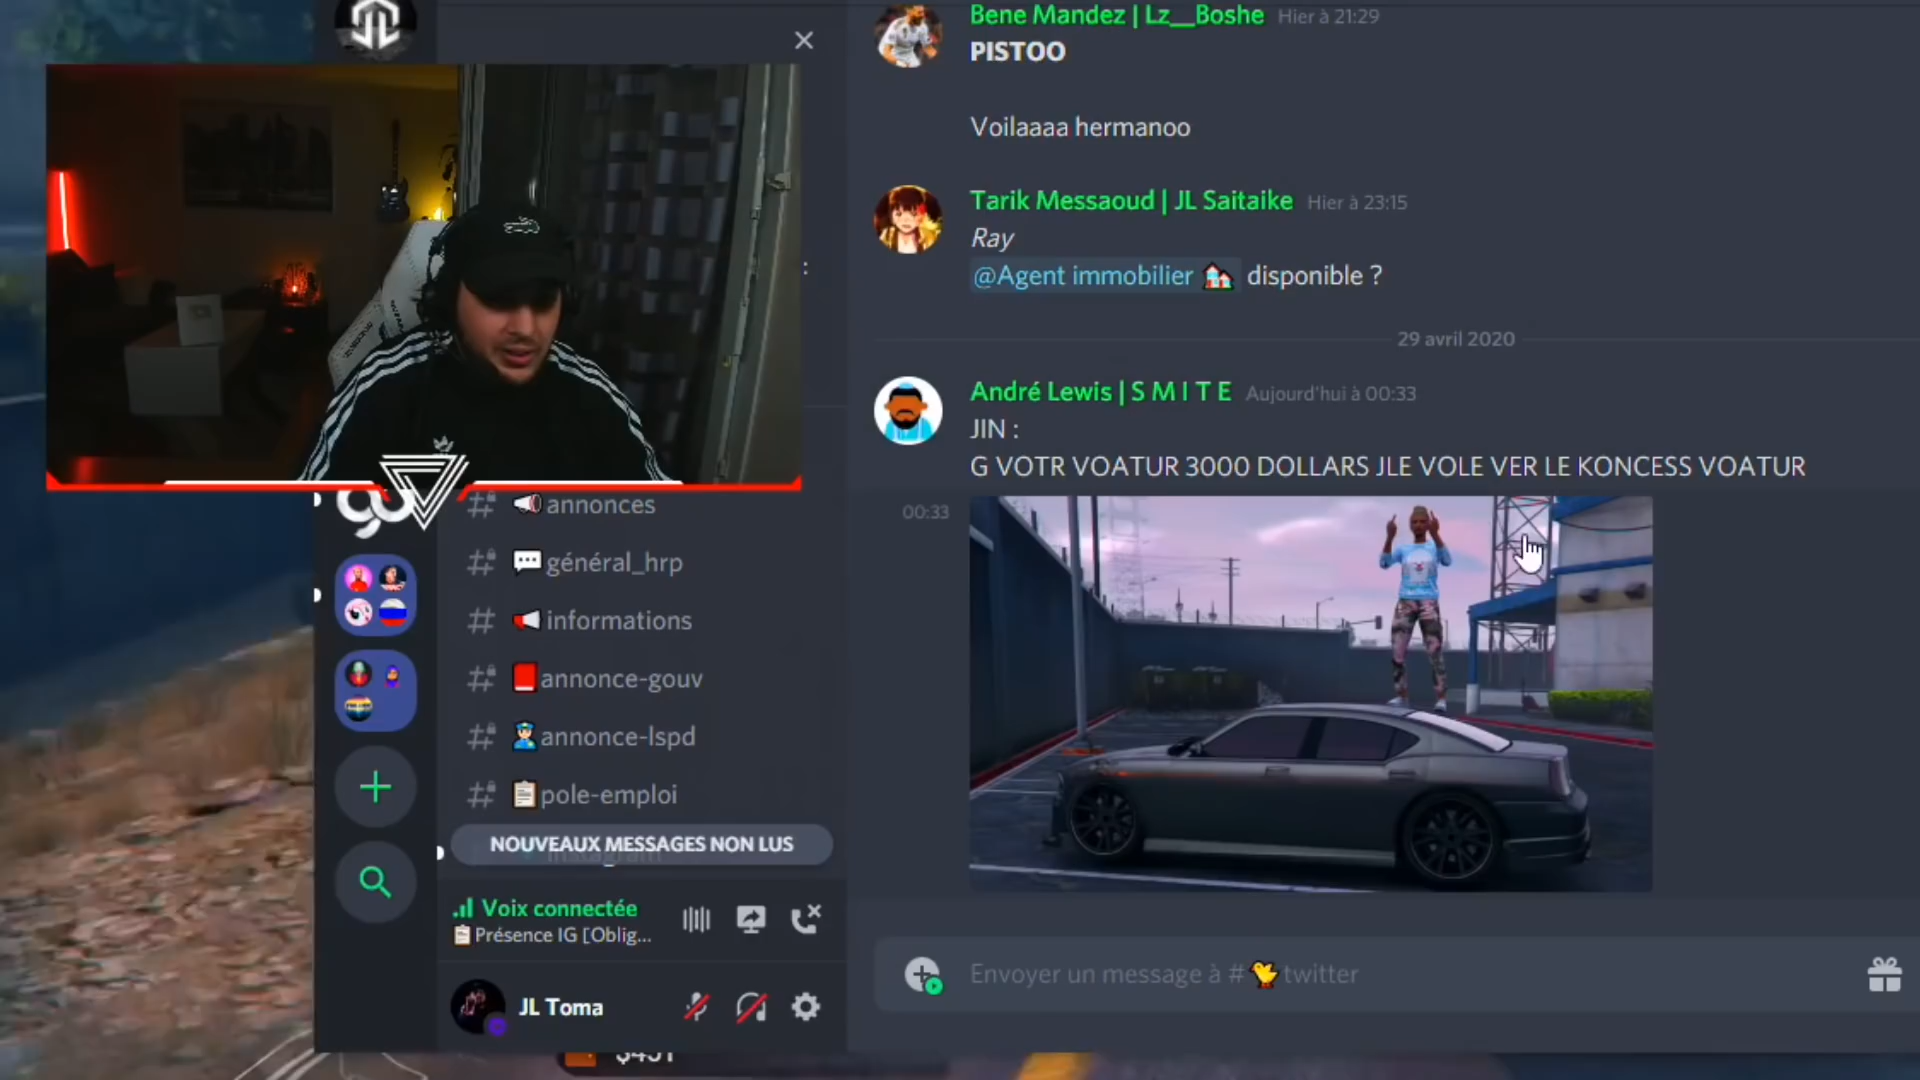 JL
Bene Mandez | Lz__Boshe Hier à 21:29
PISTOO
Voilaaaa hermanoo
Tarik Messaoud | JL Saitaike Hier à 23:15
Ray
@Agent immobilier 🏘 disponible ?
29 avril 2020
André Lewis | S M I T E Aujourd'hui à 00:33
JIN :
G VOTR VOATUR 3000 DOLLARS JLE VOLE VER LE KONCESS VOATUR
00:33
annonces
général_hrp
informations
annonce-gouv
annonce-lspd
pole-emploi
NOUVEAUX MESSAGES NON LUS
Voix connectée
Présence IG [Oblig...
JL Toma
Envoyer un message à #🐤twitter
$451